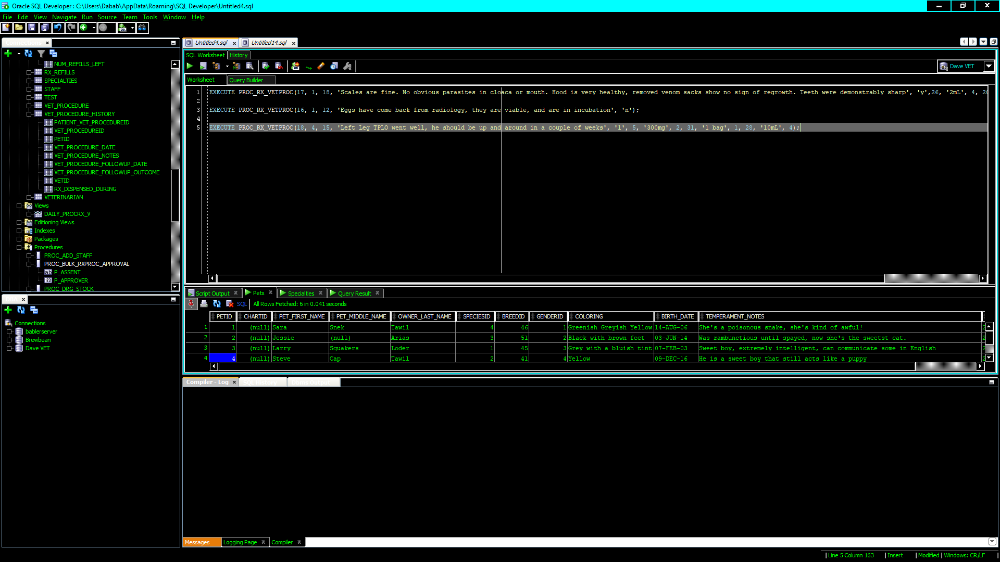 Oracle SQL Developer : C:\Users\Dabab\AppData\Roaming\SQL Developer\Untitled4.sql
File Edit View Navigate Run Source Team Tools Window Help
Connections
NUM_REFILLS_LEFT
RX_REFILLS
SPECIALTIES
STAFF
TEST
VET_PROCEDURE
VET_PROCEDURE_HISTORY
PATIENT_VET_PROCEDUREID
VET_PROCEDUREID
PETID
VET_PROCEDURE_DATE
VET_PROCEDURE_NOTES
VET_PROCEDURE_FOLLOWUP_DATE
VET_PROCEDURE_FOLLOWUP_OUTCOME
VETID
RX_DISPENSED_DURING
VETERINARIAN
Views
DAILY_PROCRX_V
Editioning Views
Indexes
Packages
Procedures
PROC_ADD_STAFF
PROC_BULK_RXPROC_APPROVAL
P_ASSENT
P_APPROVER
PROC_DRG_STOCK
DBA
Connections
bablerserver
Brewbean
Dave VET
Untitled4.sql Untitled14.sql
SQL Worksheet History
Dave VET
Worksheet Query Builder
1 EXECUTE PROC_RX_VETPROC(17, 1, 18, 'Scales are fine. No obvious parasites in cloaca or mouth. Hood is very healthy, removed venom sacks show no sign of regrowth. Teeth were demonstrably sharp', 'y',26, '2mL', 4, 20
2
3 EXECUTE PROC_RX_VETPROC(16, 1, 12, 'Eggs have come back from radiology, they are viable, and are in incubation', 'n');
4
5 EXECUTE PROC_RX_VETPROC(18, 4, 15, 'Left Leg TPLO went well, he should be up and around in a couple of weeks', '1', 5, '300mg', 2, 31, '1 bag', 1, 28, '10mL', 4);
Script Output Pets Specialties Query Result
SQL All Rows Fetched: 6 in 0.041 seconds
PETID CHARTID PET_FIRST_NAME PET_MIDDLE_NAME OWNER_LAST_NAME SPECIESID BREEDID GENDERID COLORING BIRTH_DATE TEMPERAMENT_NOTES
1 1 (null) Sara Snek Tawil 4 46 1 Greenish Greyish Yellow 14-AUG-06 She's a poisonous snake, she's kind of awful! 2
2 2 (null) Jessie (null) Arias 3 51 2 Black with brown feet 03-JUN-14 Was rambunctious until spayed, now she's the sweetst cat. 2
3 3 (null) Larry Squakers Loder 1 45 3 Grey with a bluish tint 07-FEB-03 Sweet boy, extremely intelligent, can communicate some in English 2
4 4 (null) Steve Cap Tawil 2 41 4 Yellow 09-DEC-16 He is a sweet boy that still acts like a puppy 2
Compiler - Log SQL History Dbms Output
Messages Logging Page Compiler
Line 5 Column 163 Insert Modified Windows: CR/LF